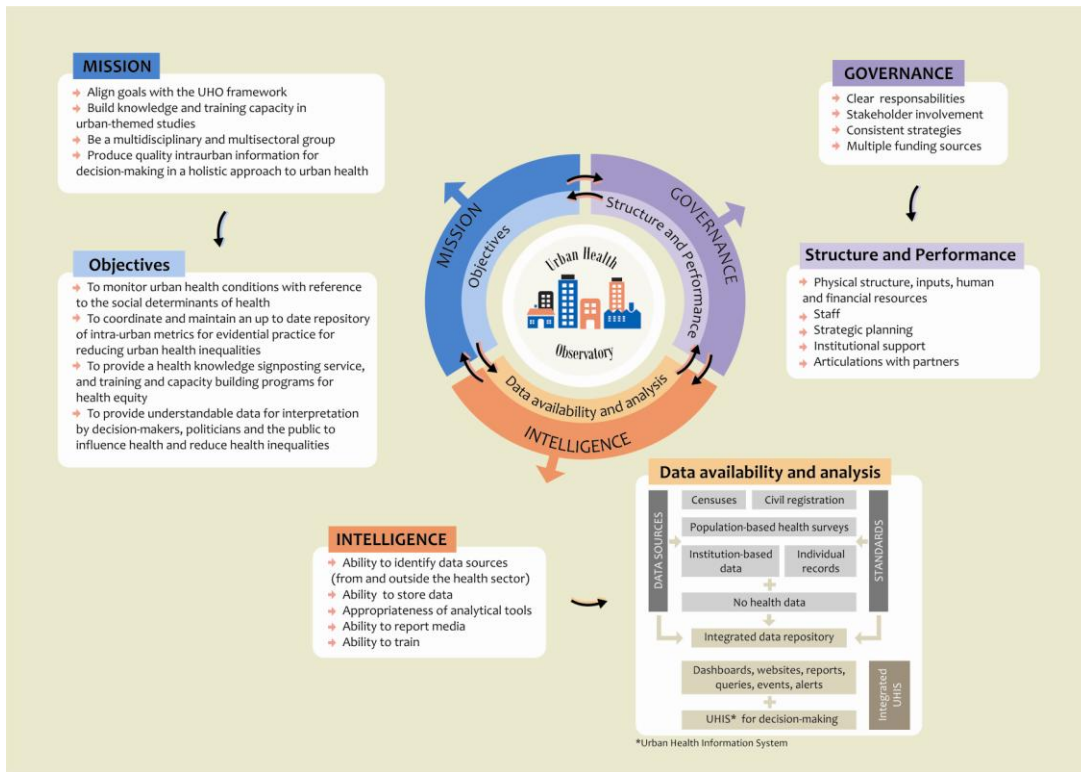 MISSION
Align goals with the UHO framework
Build knowledge and training capacity in
urban-themed studies
Be a multidisciplinary and multisectoral group
Produce quality intraurban information for
decision-making in a holistic approach to urban health
Objectives
To monitor urban health conditions with reference
to the social determinants of health
To coordinate and maintain an up to date repository
of intra-urban metrics for evidential practice for
reducing urban health inequalities
To provide a health knowledge signposting service,
and training and capacity building programs for
health equity
To provide understandable data for interpretation
by decision-makers, politicians and the public to
influence health and reduce health inequalities
MISSION
Objectives
GOVERNANCE
Structure and Performance
INTELLIGENCE
Data availability and analysis
Urban Health
Observatory
GOVERNANCE
Clear responsabilities
Stakeholder involvement
Consistent strategies
Multiple funding sources
Structure and Performance
Physical structure, inputs, human
and financial resources
Staff
Strategic planning
Institutional support
Articulations with partners
INTELLIGENCE
Ability to identify data sources
(from and outside the health sector)
Ability to store data
Appropriateness of analytical tools
Ability to report media
Ability to train
Data availability and analysis
DATA SOURCES
Censuses
Civil registration
Population-based health surveys
Institution-based
data
Individual
records
No health data
STANDARDS
Integrated data repository
Dashboards, websites, reports,
queries, events, alerts
UHIS* for decision-making
Integrated
UHIS
*Urban Health Information System